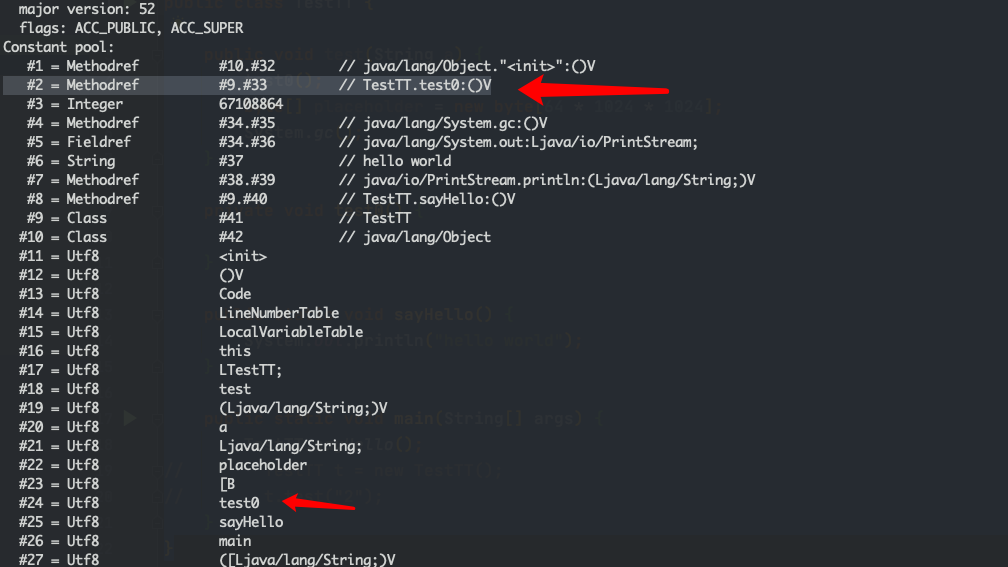 major version: 52
flags: ACC_PUBLIC, ACC_SUPER
Constant pool:
#1 = Methodref #10.#32 // java/lang/Object."<init>":()V
#2 = Methodref #9.#33 // TestTT.test0:()V
#3 = Integer 67108864
#4 = Methodref #34.#35 // java/lang/System.gc:()V
#5 = Fieldref #34.#36 // java/lang/System.out:Ljava/io/PrintStream;
#6 = String #37 // hello world
#7 = Methodref #38.#39 // java/io/PrintStream.println:(Ljava/lang/String;)V
#8 = Methodref #9.#40 // TestTT.sayHello:()V
#9 = Class #41 // TestTT
#10 = Class #42 // java/lang/Object
#11 = Utf8 <init>
#12 = Utf8 ()V
#13 = Utf8 Code
#14 = Utf8 LineNumberTable
#15 = Utf8 LocalVariableTable
#16 = Utf8 this
#17 = Utf8 LTestTT;
#18 = Utf8 test
#19 = Utf8 (Ljava/lang/String;)V
#20 = Utf8 a
#21 = Utf8 Ljava/lang/String;
#22 = Utf8 placeholder
#23 = Utf8 [B
#24 = Utf8 test0
#25 = Utf8 sayHello
#26 = Utf8 main
#27 = Utf8 ([Ljava/lang/String;)V